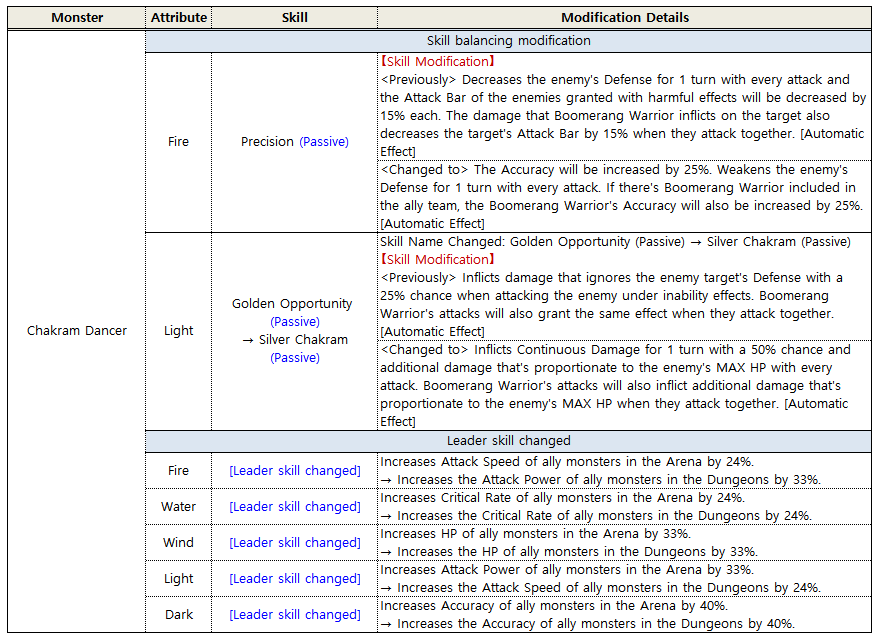 Monster Attribute Skill Modification Details
Skill balancing modification
Chakram Dancer
Fire
Precision (Passive)
【Skill Modification】
<Previously> Decreases the enemy's Defense for 1 turn with every attack and
the Attack Bar of the enemies granted with harmful effects will be decreased by
15% each. The damage that Boomerang Warrior inflicts on the target also
decreases the target's Attack Bar by 15% when they attack together. [Automatic
Effect]
<Changed to> The Accuracy will be increased by 25%. Weakens the enemy's
Defense for 1 turn with every attack. If there's Boomerang Warrior included in
the ally team, the Boomerang Warrior's Accuracy will also be increased by 25%.
[Automatic Effect]
Light
Golden Opportunity
(Passive)
→ Silver Chakram
(Passive)
Skill Name Changed: Golden Opportunity (Passive) → Silver Chakram (Passive)
【Skill Modification】
<Previously> Inflicts damage that ignores the enemy target's Defense with a
25% chance when attacking the enemy under inability effects. Boomerang
Warrior's attacks will also grant the same effect when they attack together.
[Automatic Effect]
<Changed to> Inflicts Continuous Damage for 1 turn with a 50% chance and
additional damage that's proportionate to the enemy's MAX HP with every
attack. Boomerang Warrior's attacks will also inflict additional damage that's
proportionate to the enemy's MAX HP when they attack together. [Automatic
Effect]
Leader skill changed
Fire
[Leader skill changed]
Increases Attack Speed of ally monsters in the Arena by 24%.
→ Increases the Attack Power of ally monsters in the Dungeons by 33%.
Water
[Leader skill changed]
Increases Critical Rate of ally monsters in the Arena by 24%.
→ Increases the Critical Rate of ally monsters in the Dungeons by 24%.
Wind
[Leader skill changed]
Increases HP of ally monsters in the Arena by 33%.
→ Increases the HP of ally monsters in the Dungeons by 33%.
Light
[Leader skill changed]
Increases Attack Power of ally monsters in the Arena by 33%.
→ Increases the Attack Speed of ally monsters in the Dungeons by 24%.
Dark
[Leader skill changed]
Increases Accuracy of ally monsters in the Arena by 40%.
→ Increases the Accuracy of ally monsters in the Dungeons by 40%.